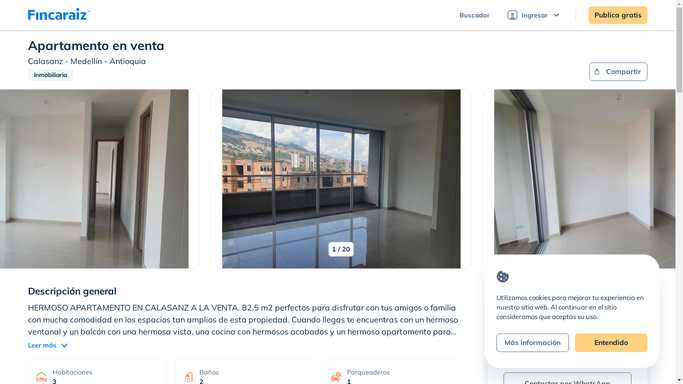 Fincaraiz
Buscador
Ingresar
Publica gratis
Apartamento en venta
Calasanz - Medellín - Antioquia
Inmobiliaria
Compartir
1 / 20
Descripción general
HERMOSO APARTAMENTO EN CALASANZ A LA VENTA. 82.5 m2 perfectos para disfrutar con tus amigos o familia
con mucha comodidad en los espacios tan amplios de esta propiedad. Cuando llegas te encuentras con un hermoso
ventanal y un balcón con una hermosa vista, una cocina con hermosos acabados y un hermoso apartamento para...
Leer más
Habitaciones
3
Baños
2
Parqueaderos
1
Utilizamos cookies para mejorar tu experiencia en
nuestro sitio web. Al continuar en el sitio
consideramos que aceptas su uso.
Más información
Entendido
Contactar por WhatsApp